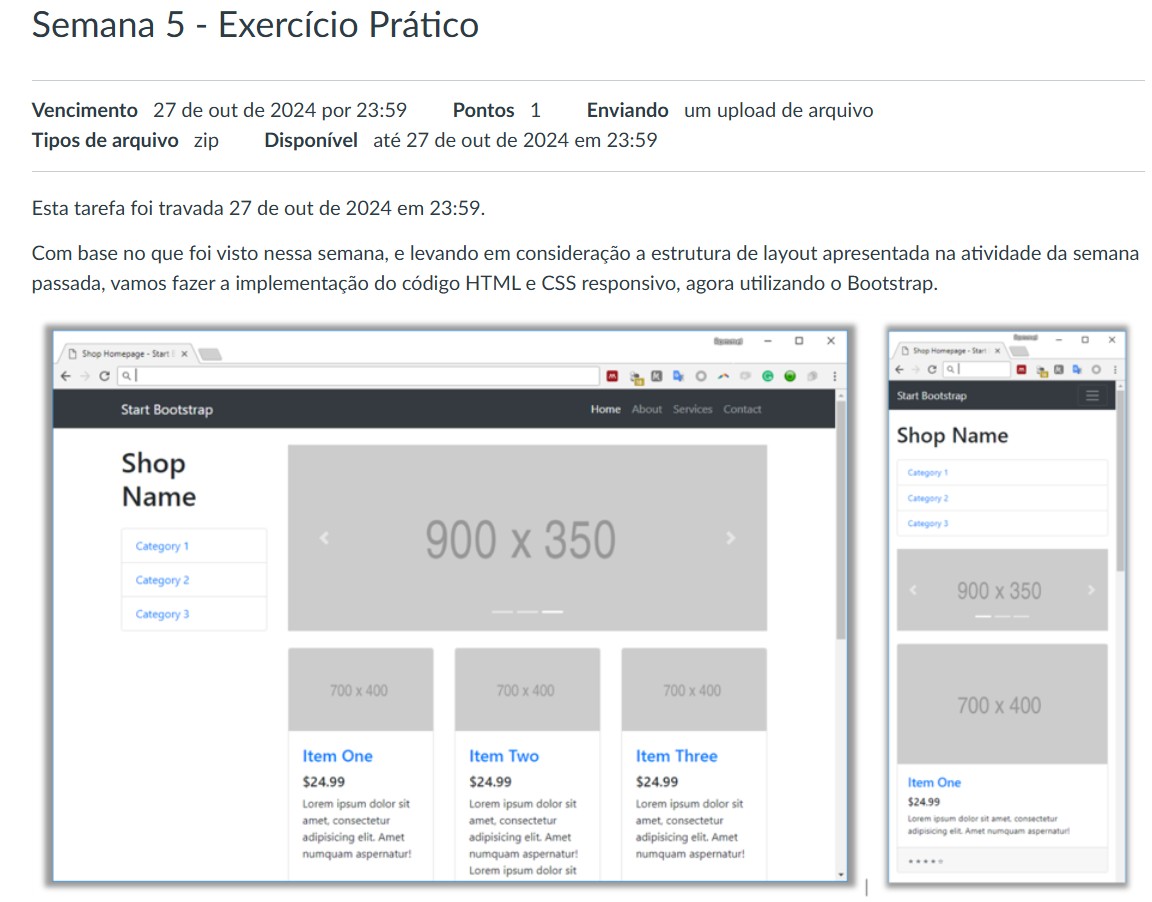 Semana 5 - Exercício Prático
Vencimento 27 de out de 2024 por 23:59 Pontos 1 Enviando um upload de arquivo
Tipos de arquivo zip Disponível até 27 de out de 2024 em 23:59
Esta tarefa foi travada 27 de out de 2024 em 23:59.
Com base no que foi visto nessa semana, e levando em consideração a estrutura de layout apresentada na atividade da semana
passada, vamos fazer a implementação do código HTML e CSS responsivo, agora utilizando o Bootstrap.
Shop Homepage - Start
Start Bootstrap Home About Services Contact
Shop
Name
Category 1
Category 2
Category 3
900 x 350
700 x 400 700 x 400 700 x 400
Item One Item Two Item Three
$24.99 $24.99 $24.99
Lorem ipsum dolor sit Lorem ipsum dolor sit Lorem ipsum dolor sit
amet, consectetur amet, consectetur amet, consectetur
adipisicing elit. Amet adipisicing elit. Amet adipisicing elit. Amet
numquam aspernatur! numquam aspernatur! numquam aspernatur!
Lorem ipsum dolor sit
Shop Homepage - Start
Start Bootstrap
Shop Name
Category 1
Category 2
Category 3
900 x 350
700 x 400
Item One
$24.99
Lorem ipsum dolor sit amet, consectetur
adipisicing elit. Amet numquam aspernatur!